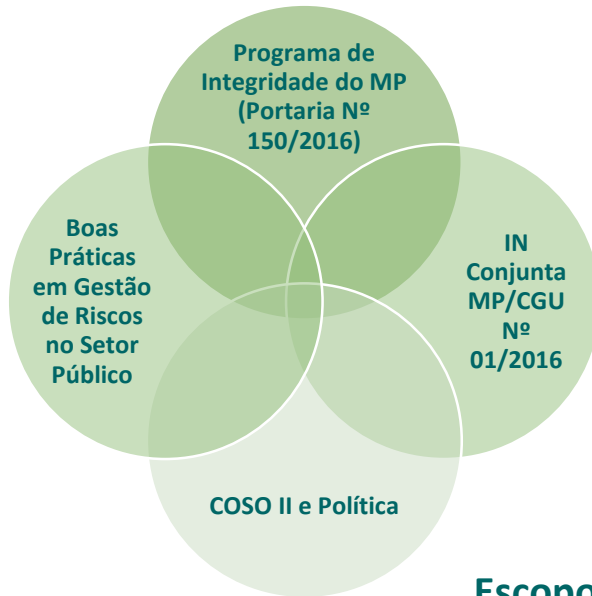 Programa de
Integridade do MP
(Portaria Nº
150/2016)
Boas
Práticas
em Gestão
de Riscos
no Setor
Público
IN
Conjunta
MP/CGU
Nº
01/2016
COSO II e Política
Escopo